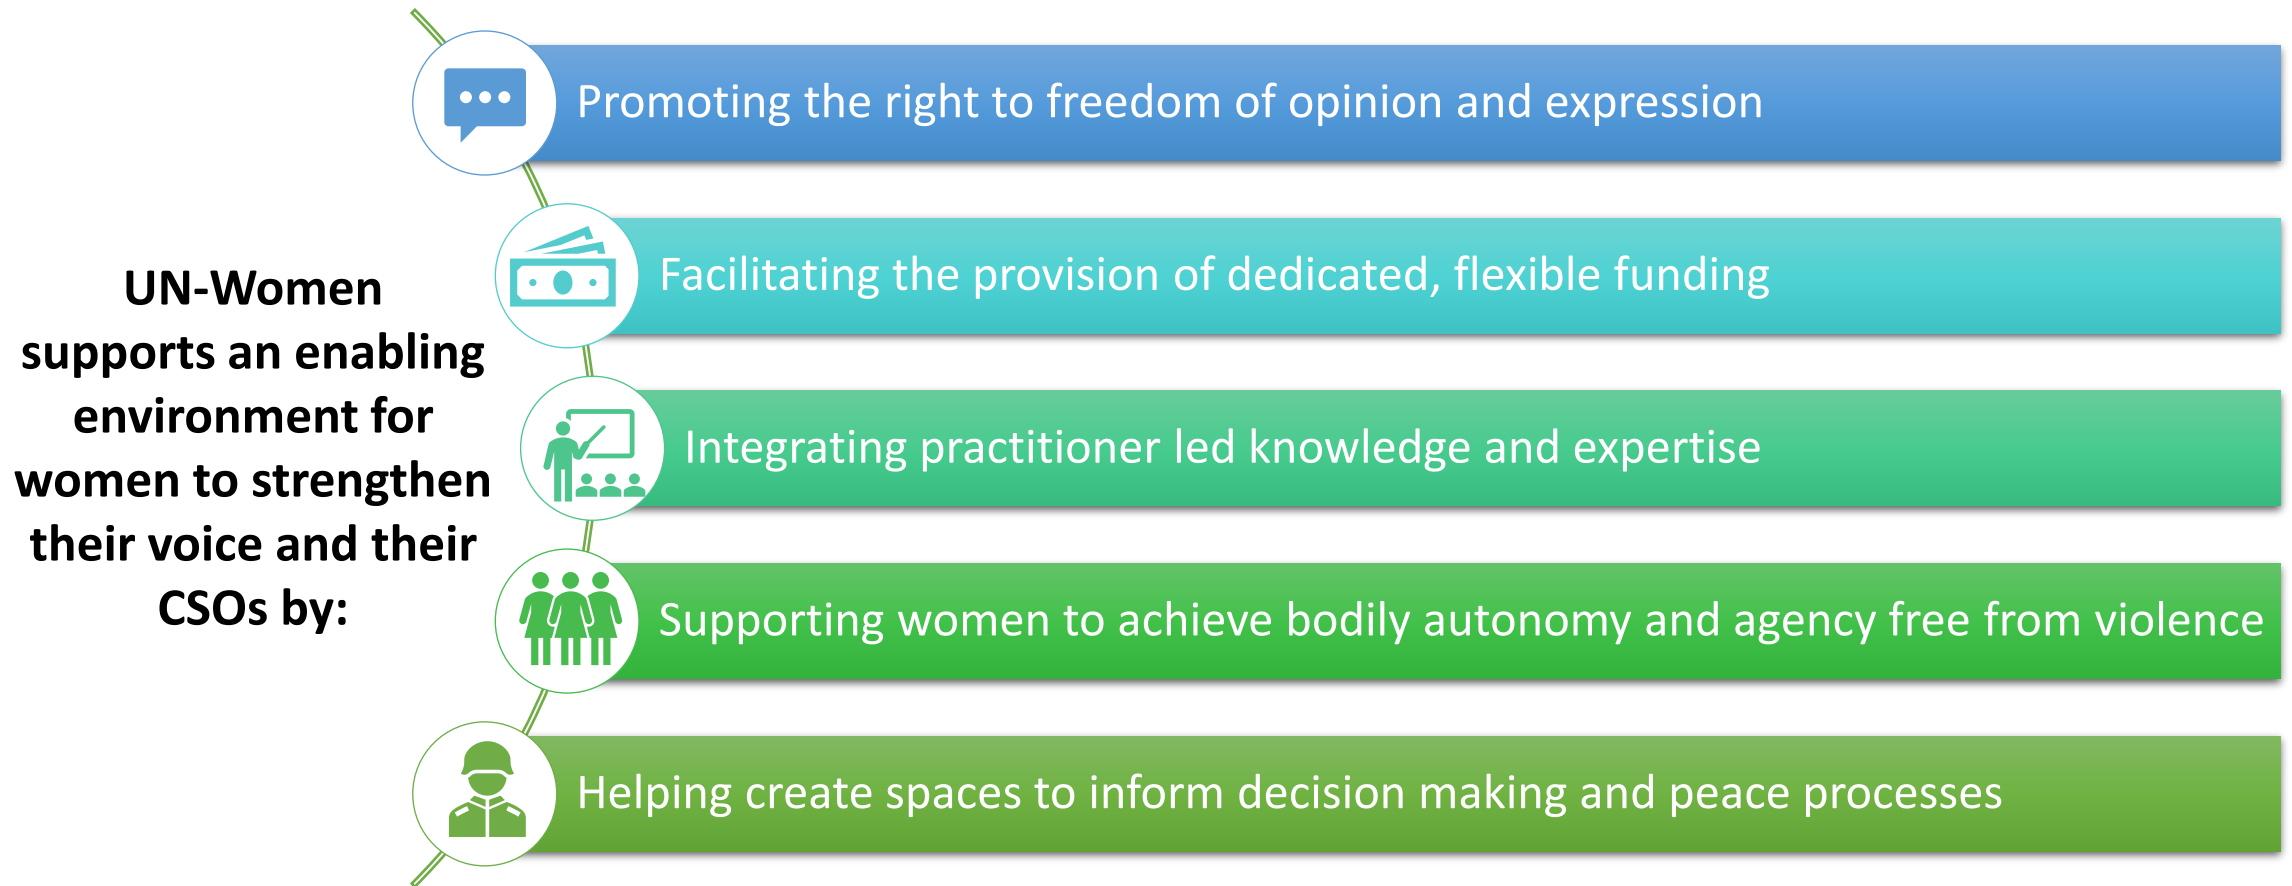 UN-Women
supports an enabling
environment for
women to strengthen
their voice and their
CSOs by:
Promoting the right to freedom of opinion and expression
Facilitating the provision of dedicated, flexible funding
Integrating practitioner led knowledge and expertise
Supporting women to achieve bodily autonomy and agency free from violence
Helping create spaces to inform decision making and peace processes